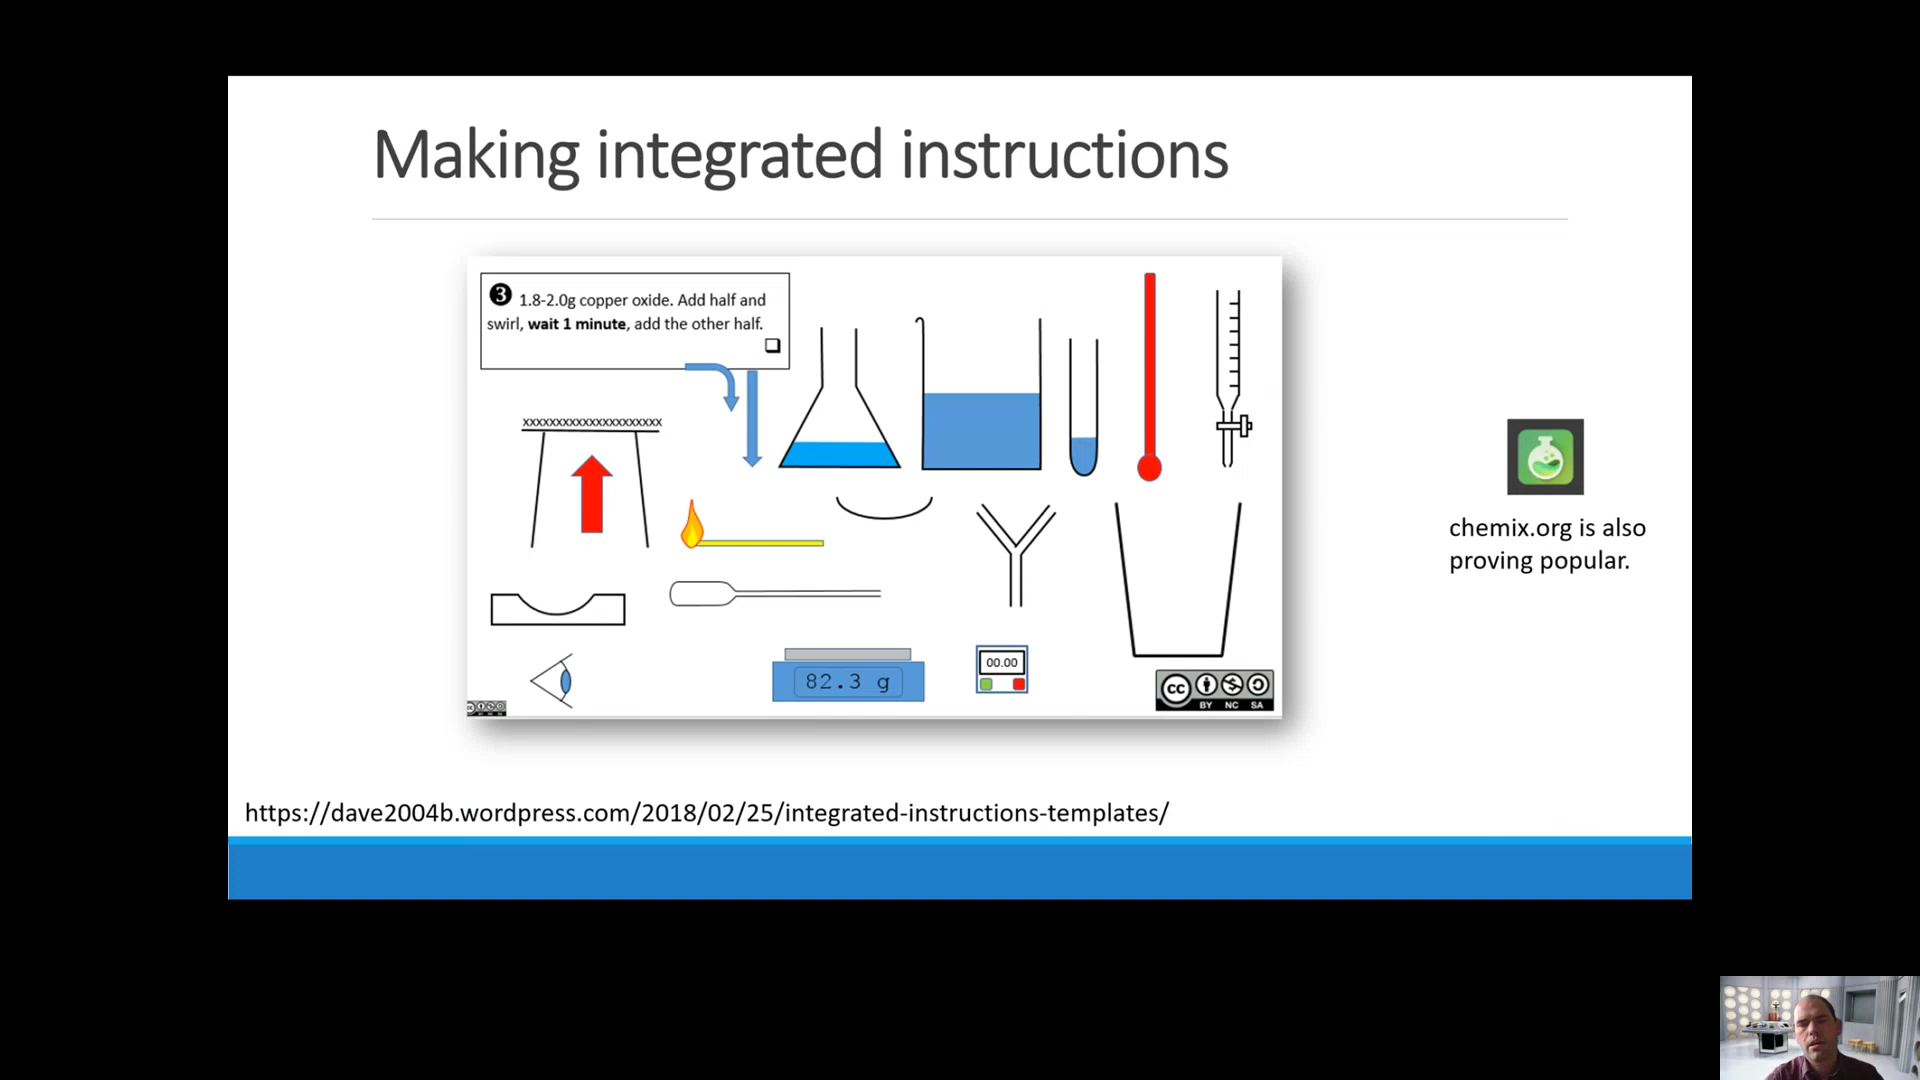 Making integrated instructions
❸ 1.8-2.0g copper oxide. Add half and
swirl, wait 1 minute, add the other half.
xxxxxxxxxxxxxxxxxxxx
82.3 g
00.00
cc
BY NC SA
chemix.org is also
proving popular.
https://dave2004b.wordpress.com/2018/02/25/integrated-instructions-templates/